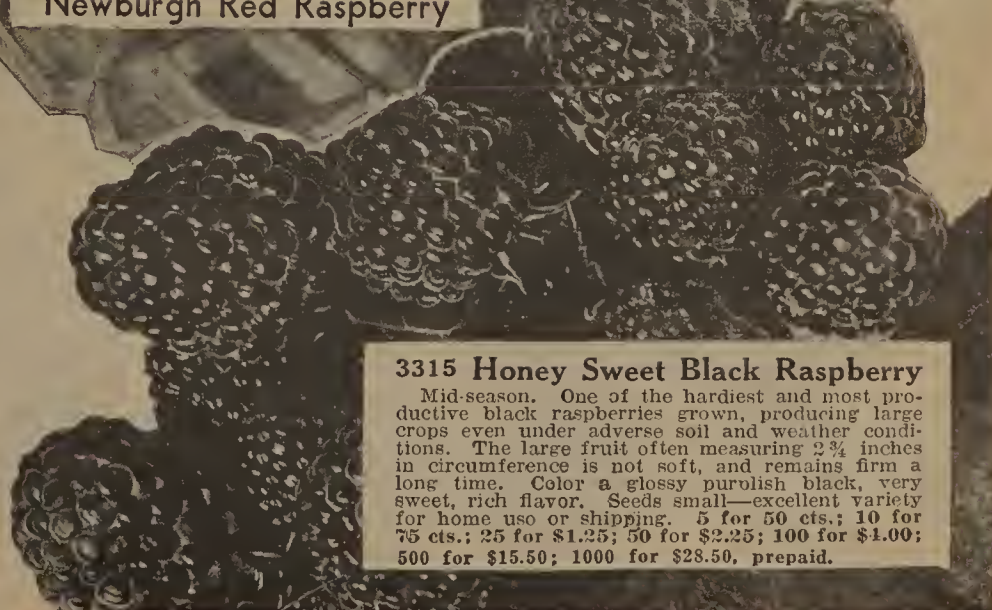 Newburgh Red Raspberry
3315 Honey Sweet Black Raspberry
Mid-season. One of the hardiest and most pro-
ductive black raspberries grown, producing large
crops even under adverse soil and weather condi-
tions. The large fruit often measuring 2¾ inches
in circumference is not soft, and remains firm a
long time. Color a glossy purplish black, very
sweet, rich flavor. Seeds small—excellent variety
for home use or shipping. 5 for 50 cts.; 10 for
75 cts.; 25 for $1.25; 50 for $2.25; 100 for $4.00;
500 for $15.50; 1000 for $28.50, prepaid.